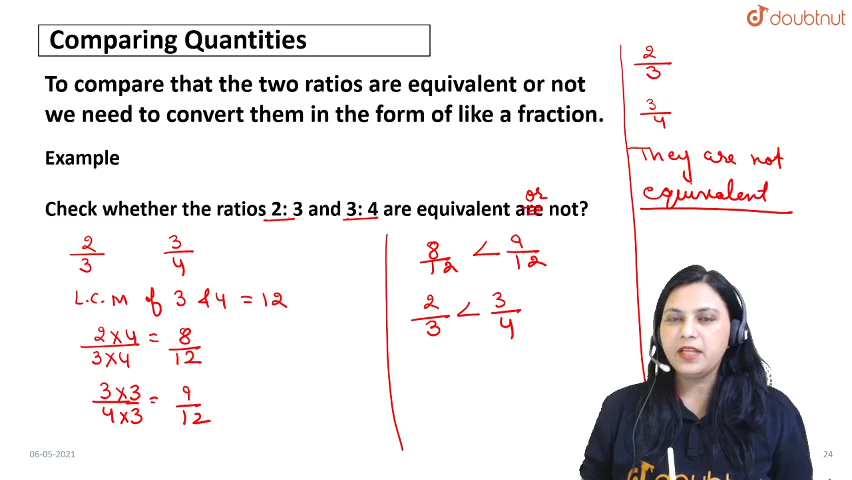 doubtnut
Comparing Quantities
To compare that the two ratios are equivalent or not
we need to convert them in the form of like a fraction.
Example
Check whether the ratios 2: 3 and 3: 4 are equivalent are or not?
2/3 3/4
L.C.M of 3 & 4 = 12
2×4/3×4 = 8/12
3×3/4×3 = 9/12
8/12 < 9/12
2/3 < 3/4
2/3
3/4
They are not
equivalent
doubtnut
06-05-2021
24